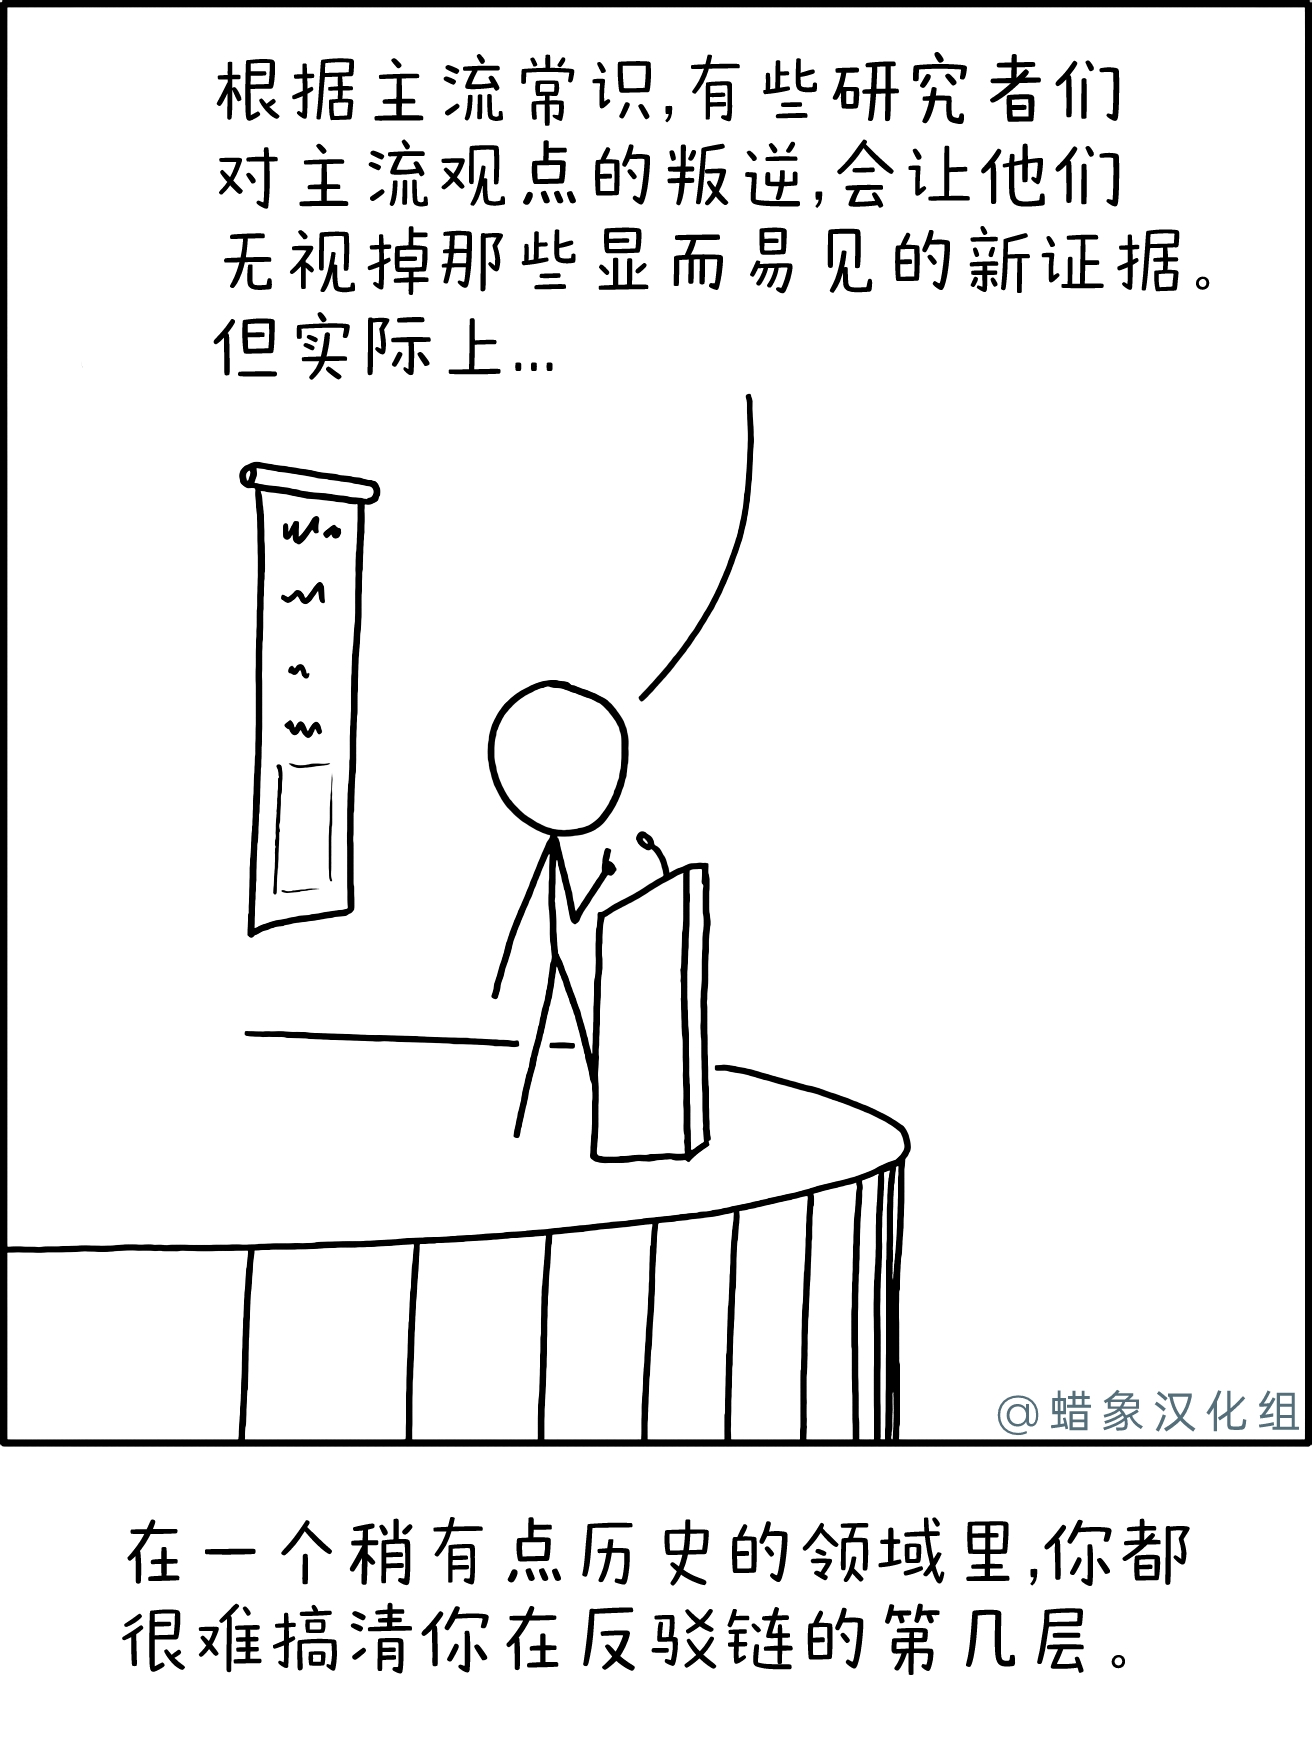 根据主流常识,有些研究者们
对主流观点的叛逆,会让他们
无视掉那些显而易见的新证据。
但实际上...
@蜡象汉化组
在一个稍有点历史的领域里,你都
很难搞清你在反驳链的第几层。